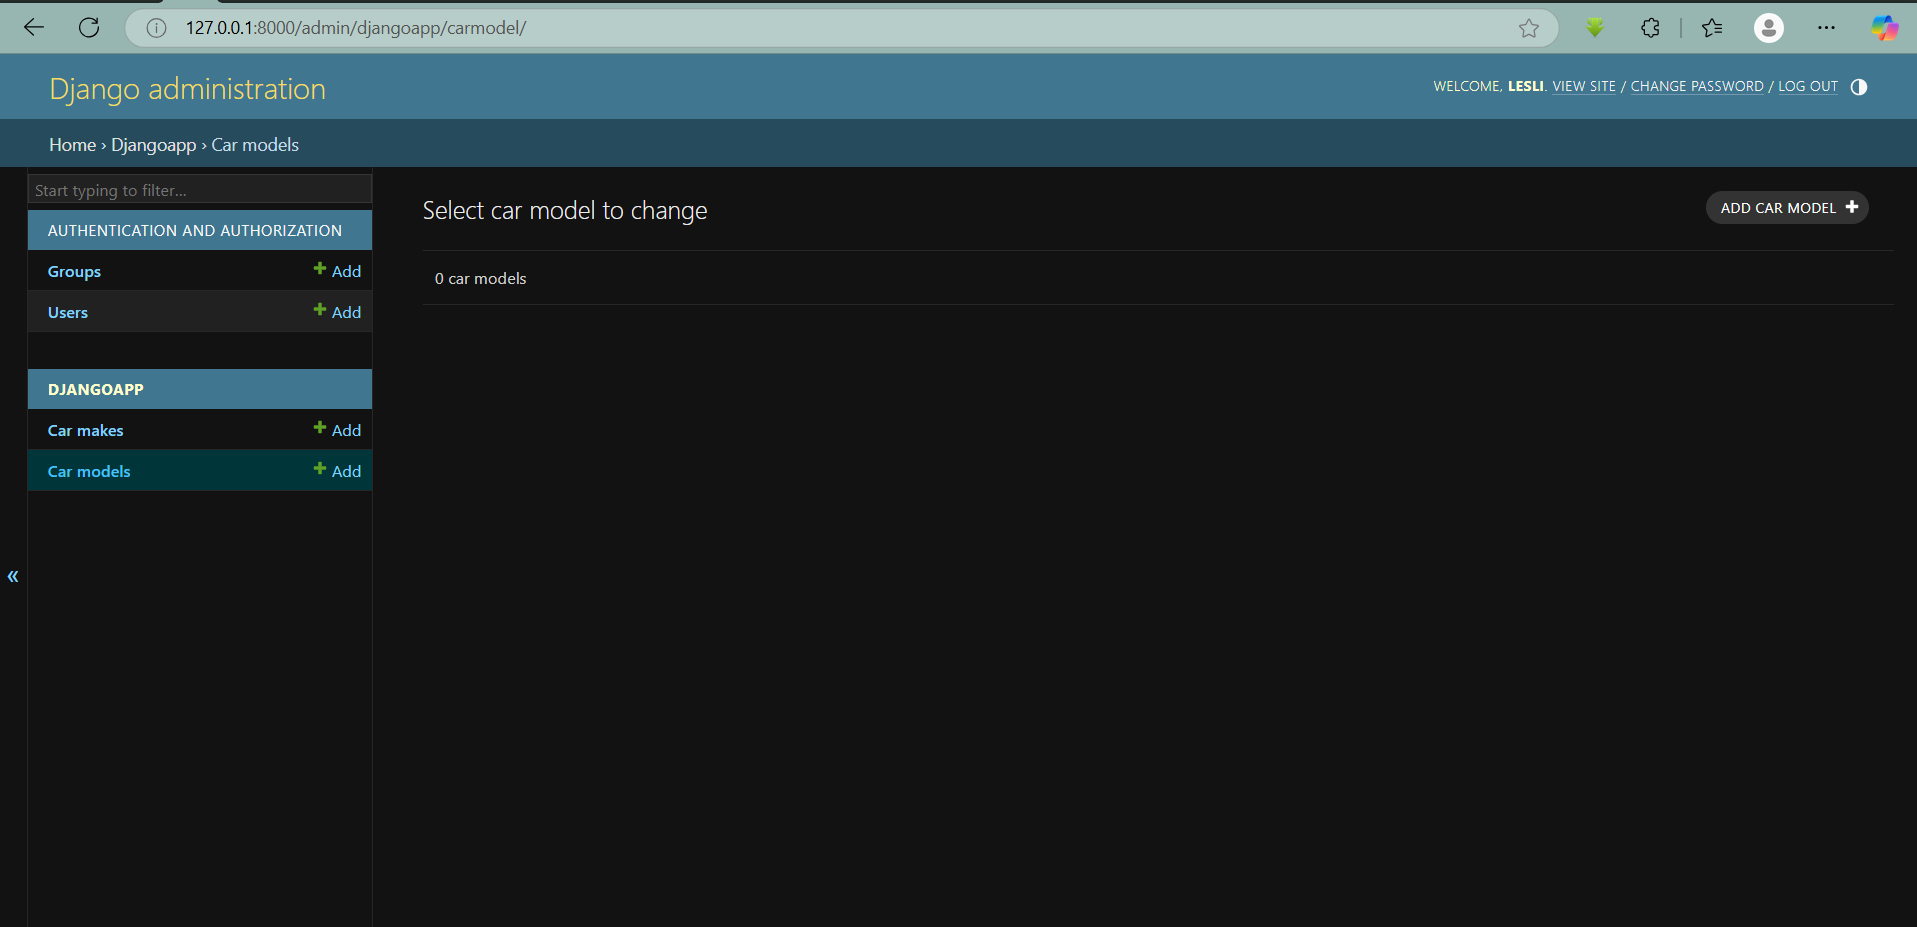 127.0.0.1:8000/admin/djangoapp/carmodel/
Django administration
WELCOME, LESLI. VIEW SITE / CHANGE PASSWORD / LOG OUT
Home › Djangoapp › Car models
Start typing to filter...
AUTHENTICATION AND AUTHORIZATION
Groups + Add
Users + Add
DJANGOAPP
Car makes + Add
Car models + Add
«
Select car model to change
ADD CAR MODEL +
0 car models